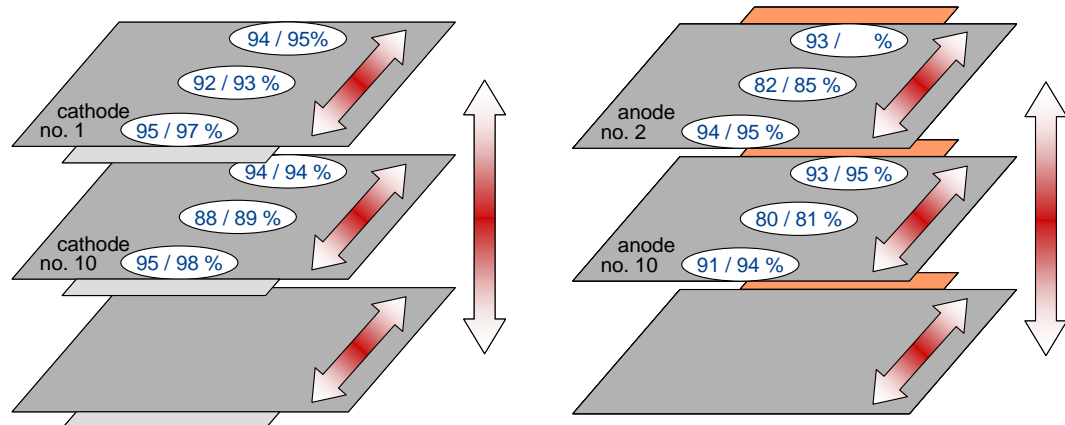 94 / 95%
92 / 93 %
cathode
no. 1
95 / 97 %
94 / 94%
88 / 89 %
cathode
no. 10
95 / 98 %
93 / %
82 / 85 %
anode
no. 2
94 / 95 %
93 / 95 %
80 / 81 %
anode
no. 10
91 / 94 %